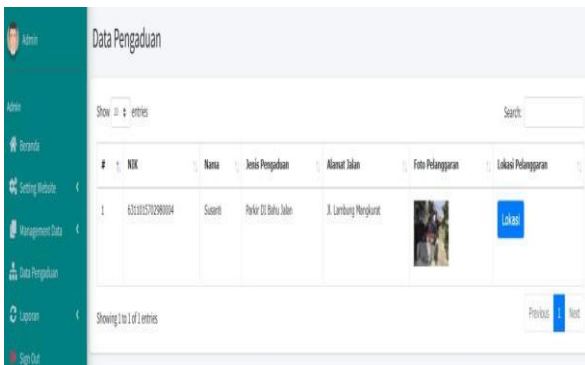 Admin
Data Pengaduan
Admin
Beranda
Setting Website
Management Data
Data Pengaduan
Laporan
Sign Out
Show 10 entries
Search:
# NIK Nama Jenis Pengaduan Alamat Jalan Foto Pelanggaran Lokasi Pelanggaran
1 6311015702980004 Susanti Parkir Di Bahu Jalan Jl. Lambung Mangkurat Lokasi
Showing 1 to 1 of 1 entries
Previous 1 Next